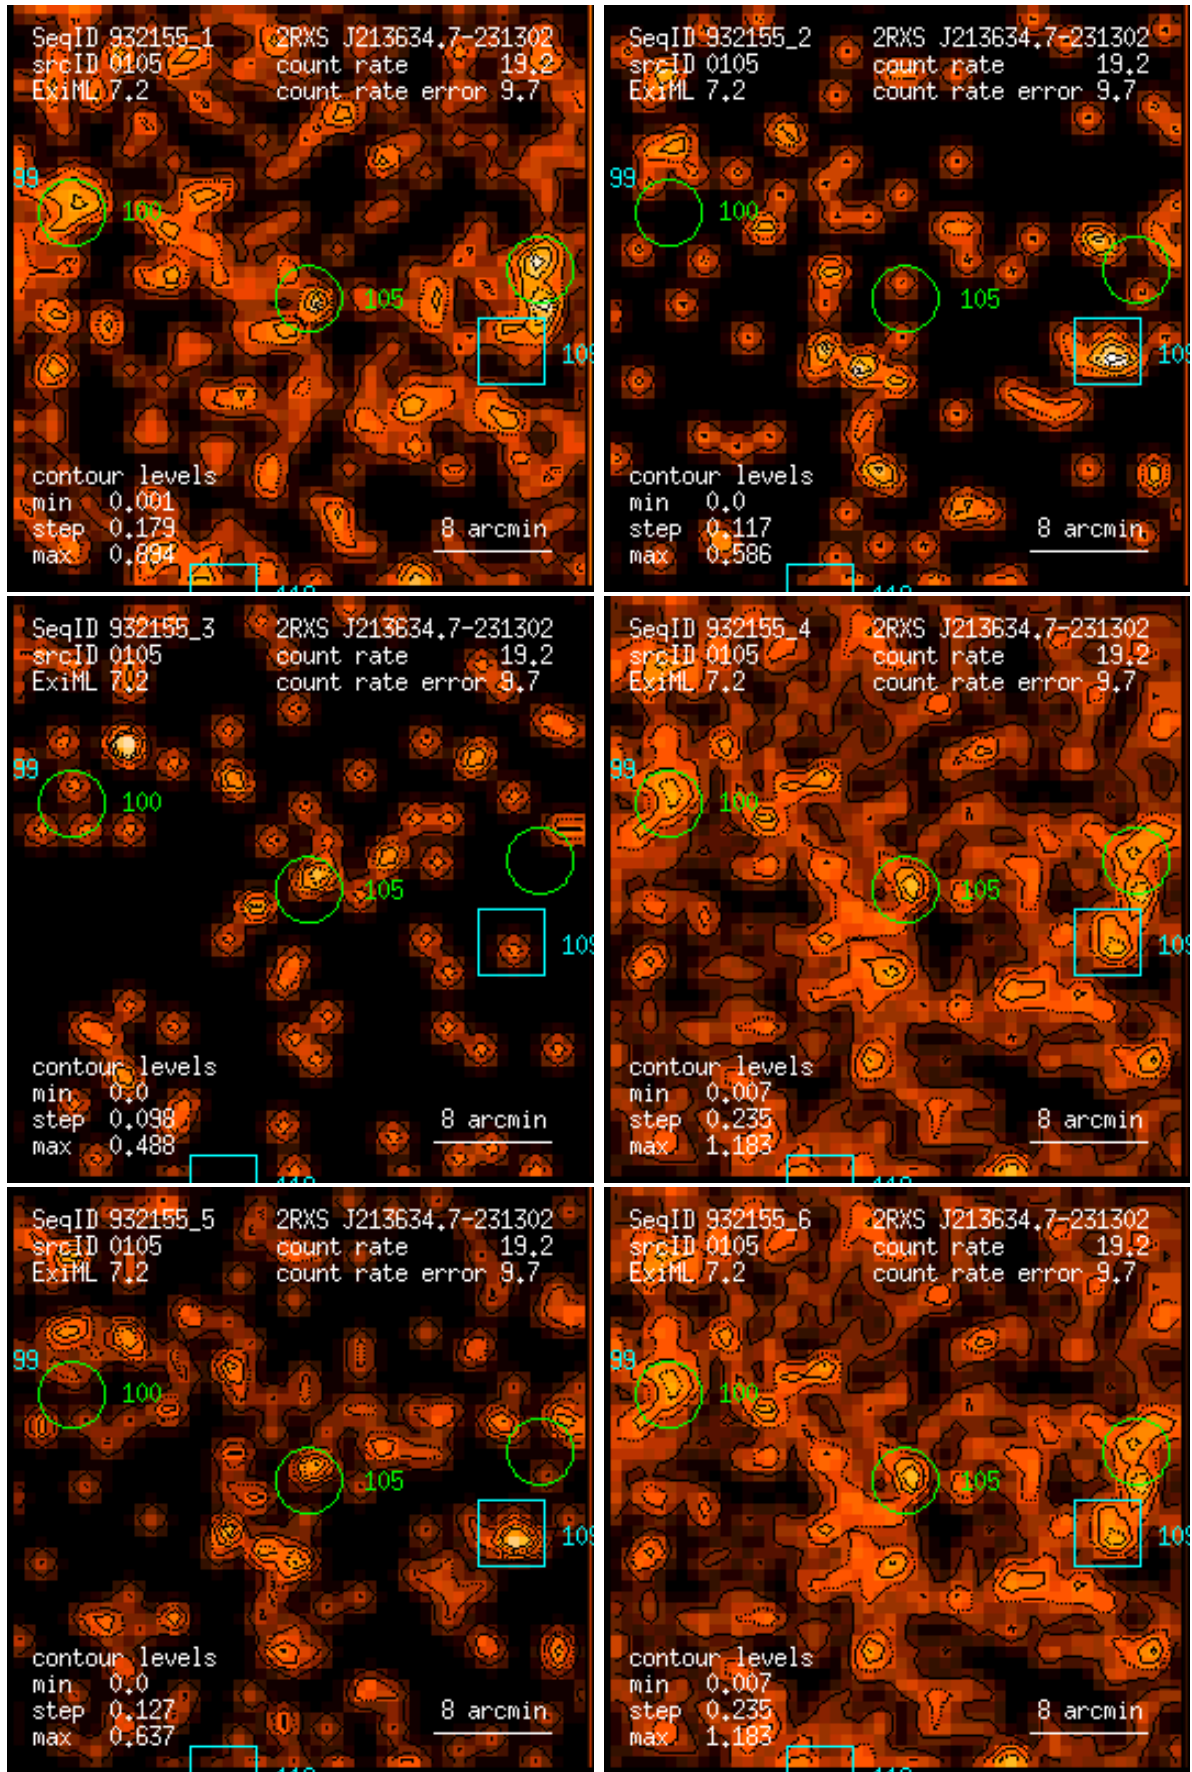 SeqID 932155_1 2RXS J213634.7-231302
srcID 0105 count rate 19.2
ExiML 7.2 count rate error 9.7
99
100
105
109
contour levels
min 0.001
step 0.179
max 0.894
8 arcmin
SeqID 932155_2 2RXS J213634.7-231302
srcID 0105 count rate 19.2
ExiML 7.2 count rate error 9.7
99
100
105
109
contour levels
min 0.0
step 0.117
max 0.586
8 arcmin
SeqID 932155_3 2RXS J213634.7-231302
srcID 0105 count rate 19.2
ExiML 7.2 count rate error 9.7
99
100
105
109
contour levels
min 0.0
step 0.098
max 0.488
8 arcmin
SeqID 932155_4 2RXS J213634.7-231302
srcID 0105 count rate 19.2
ExiML 7.2 count rate error 9.7
99
100
105
109
contour levels
min 0.007
step 0.235
max 1.183
8 arcmin
SeqID 932155_5 2RXS J213634.7-231302
srcID 0105 count rate 19.2
ExiML 7.2 count rate error 9.7
99
100
105
109
contour levels
min 0.0
step 0.127
max 0.637
8 arcmin
SeqID 932155_6 2RXS J213634.7-231302
srcID 0105 count rate 19.2
ExiML 7.2 count rate error 9.7
99
100
105
109
contour levels
min 0.007
step 0.235
max 1.183
8 arcmin